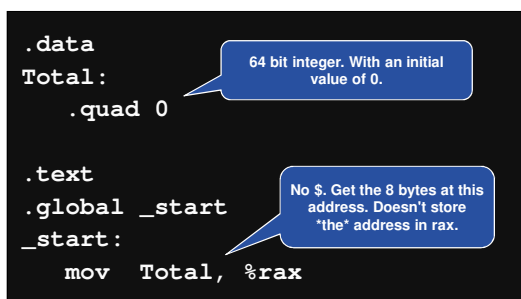 .data
Total:
.quad 0
64 bit integer. With an initial
value of 0.
.text
.global _start
_start:
mov Total, %rax
No $. Get the 8 bytes at this
address. Doesn't store
*the* address in rax.